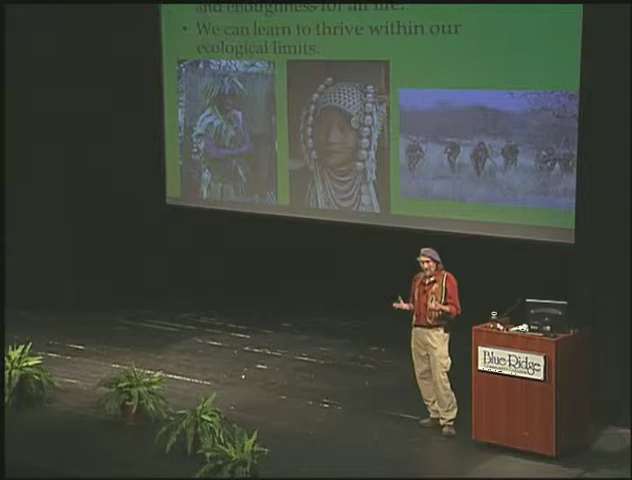 and enoughness for all life.
• We can learn to thrive within our
ecological limits.
Blue Ridge